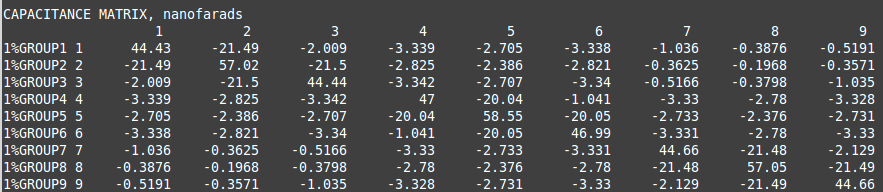 CAPACITANCE MATRIX, nanofarads
1 2 3 4 5 6 7 8 9
1%GROUP1 1 44.43 -21.49 -2.009 -3.339 -2.705 -3.338 -1.036 -0.3876 -0.5191
1%GROUP2 2 -21.49 57.02 -21.5 -2.825 -2.386 -2.821 -0.3625 -0.1968 -0.3571
1%GROUP3 3 -2.009 -21.5 44.44 -3.342 -2.707 -3.34 -0.5166 -0.3798 -1.035
1%GROUP4 4 -3.339 -2.825 -3.342 47 -20.04 -1.041 -3.33 -2.78 -3.328
1%GROUP5 5 -2.705 -2.386 -2.707 -20.04 58.55 -20.05 -2.733 -2.376 -2.731
1%GROUP6 6 -3.338 -2.821 -3.34 -1.041 -20.05 46.99 -3.331 -2.78 -3.33
1%GROUP7 7 -1.036 -0.3625 -0.5166 -3.33 -2.733 -3.331 44.66 -21.48 -2.129
1%GROUP8 8 -0.3876 -0.1968 -0.3798 -2.78 -2.376 -2.78 -21.48 57.05 -21.49
1%GROUP9 9 -0.5191 -0.3571 -1.035 -3.328 -2.731 -3.33 -2.129 -21.49 44.66